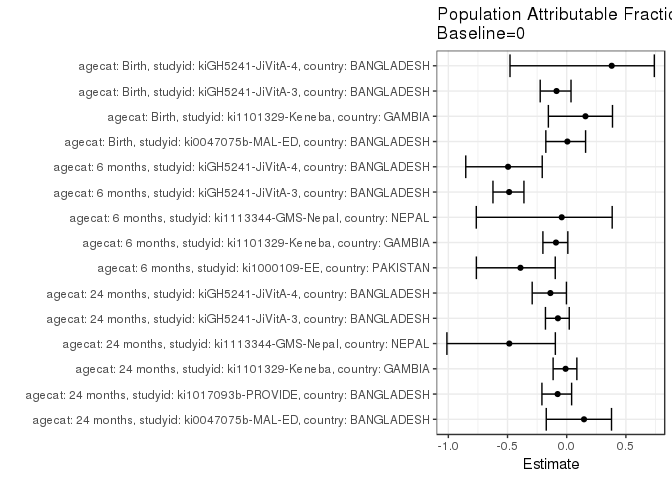 Population Attributable Fractio
Baseline=0
agecat: Birth, studyid: kiGH5241-JiVitA-4, country: BANGLADESH
agecat: Birth, studyid: kiGH5241-JiVitA-3, country: BANGLADESH
agecat: Birth, studyid: ki1101329-Keneba, country: GAMBIA
agecat: Birth, studyid: ki0047075b-MAL-ED, country: BANGLADESH
agecat: 6 months, studyid: kiGH5241-JiVitA-4, country: BANGLADESH
agecat: 6 months, studyid: kiGH5241-JiVitA-3, country: BANGLADESH
agecat: 6 months, studyid: ki1113344-GMS-Nepal, country: NEPAL
agecat: 6 months, studyid: ki1101329-Keneba, country: GAMBIA
agecat: 6 months, studyid: ki1000109-EE, country: PAKISTAN
agecat: 24 months, studyid: kiGH5241-JiVitA-4, country: BANGLADESH
agecat: 24 months, studyid: kiGH5241-JiVitA-3, country: BANGLADESH
agecat: 24 months, studyid: ki1113344-GMS-Nepal, country: NEPAL
agecat: 24 months, studyid: ki1101329-Keneba, country: GAMBIA
agecat: 24 months, studyid: ki1017093b-PROVIDE, country: BANGLADESH
agecat: 24 months, studyid: ki0047075b-MAL-ED, country: BANGLADESH
-1.0 -0.5 0.0 0.5
Estimate